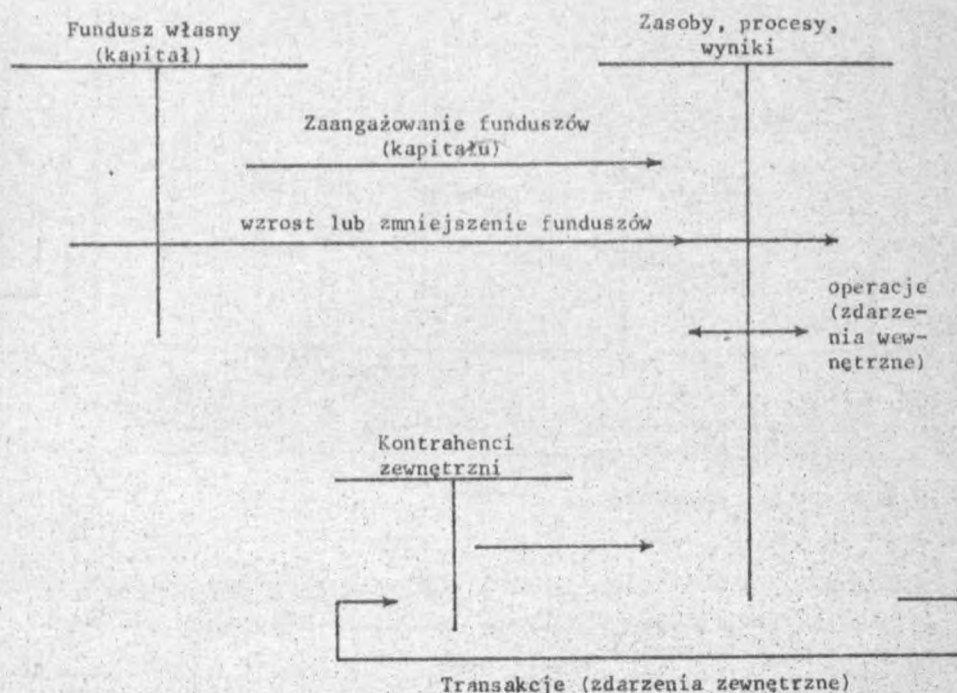 Fundusz własny
(kapitał)
Zasoby, procesy,
wyniki
Zaangażowanie funduszów
(kapitału)
wzrost lub zmniejszenie funduszów
operacje
(zdarze-
nia wew-
nętrzne)
Kontrahenci
zewnętrzni
Transakcje (zdarzenia zewnętrzne)